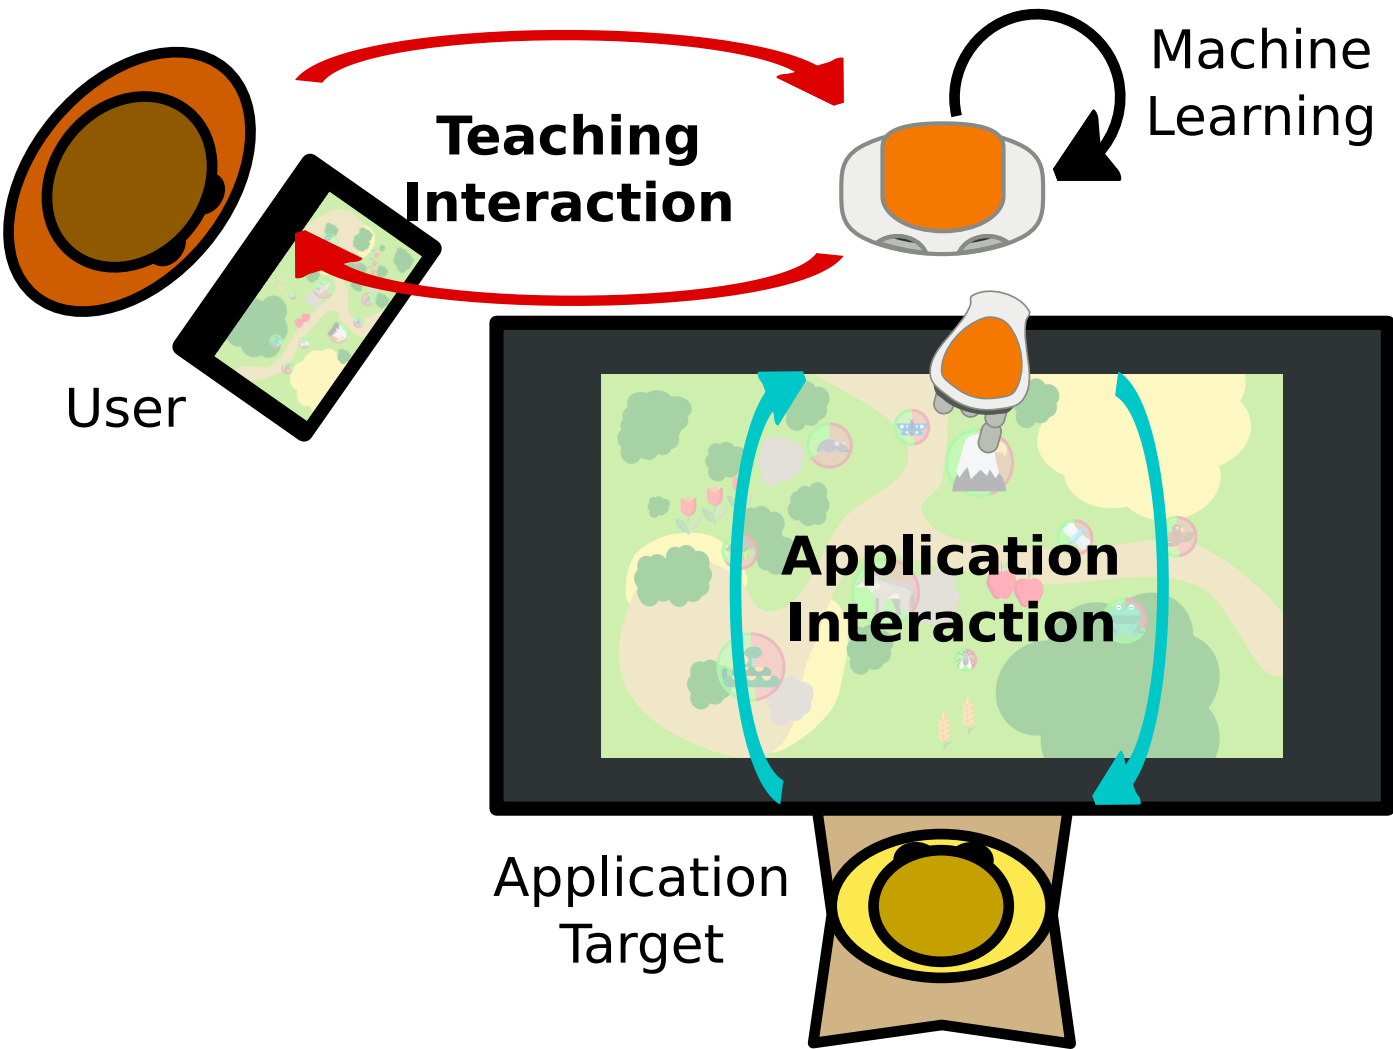 Machine
Learning
Teaching
Interaction
User
Application
Interaction
Application
Target